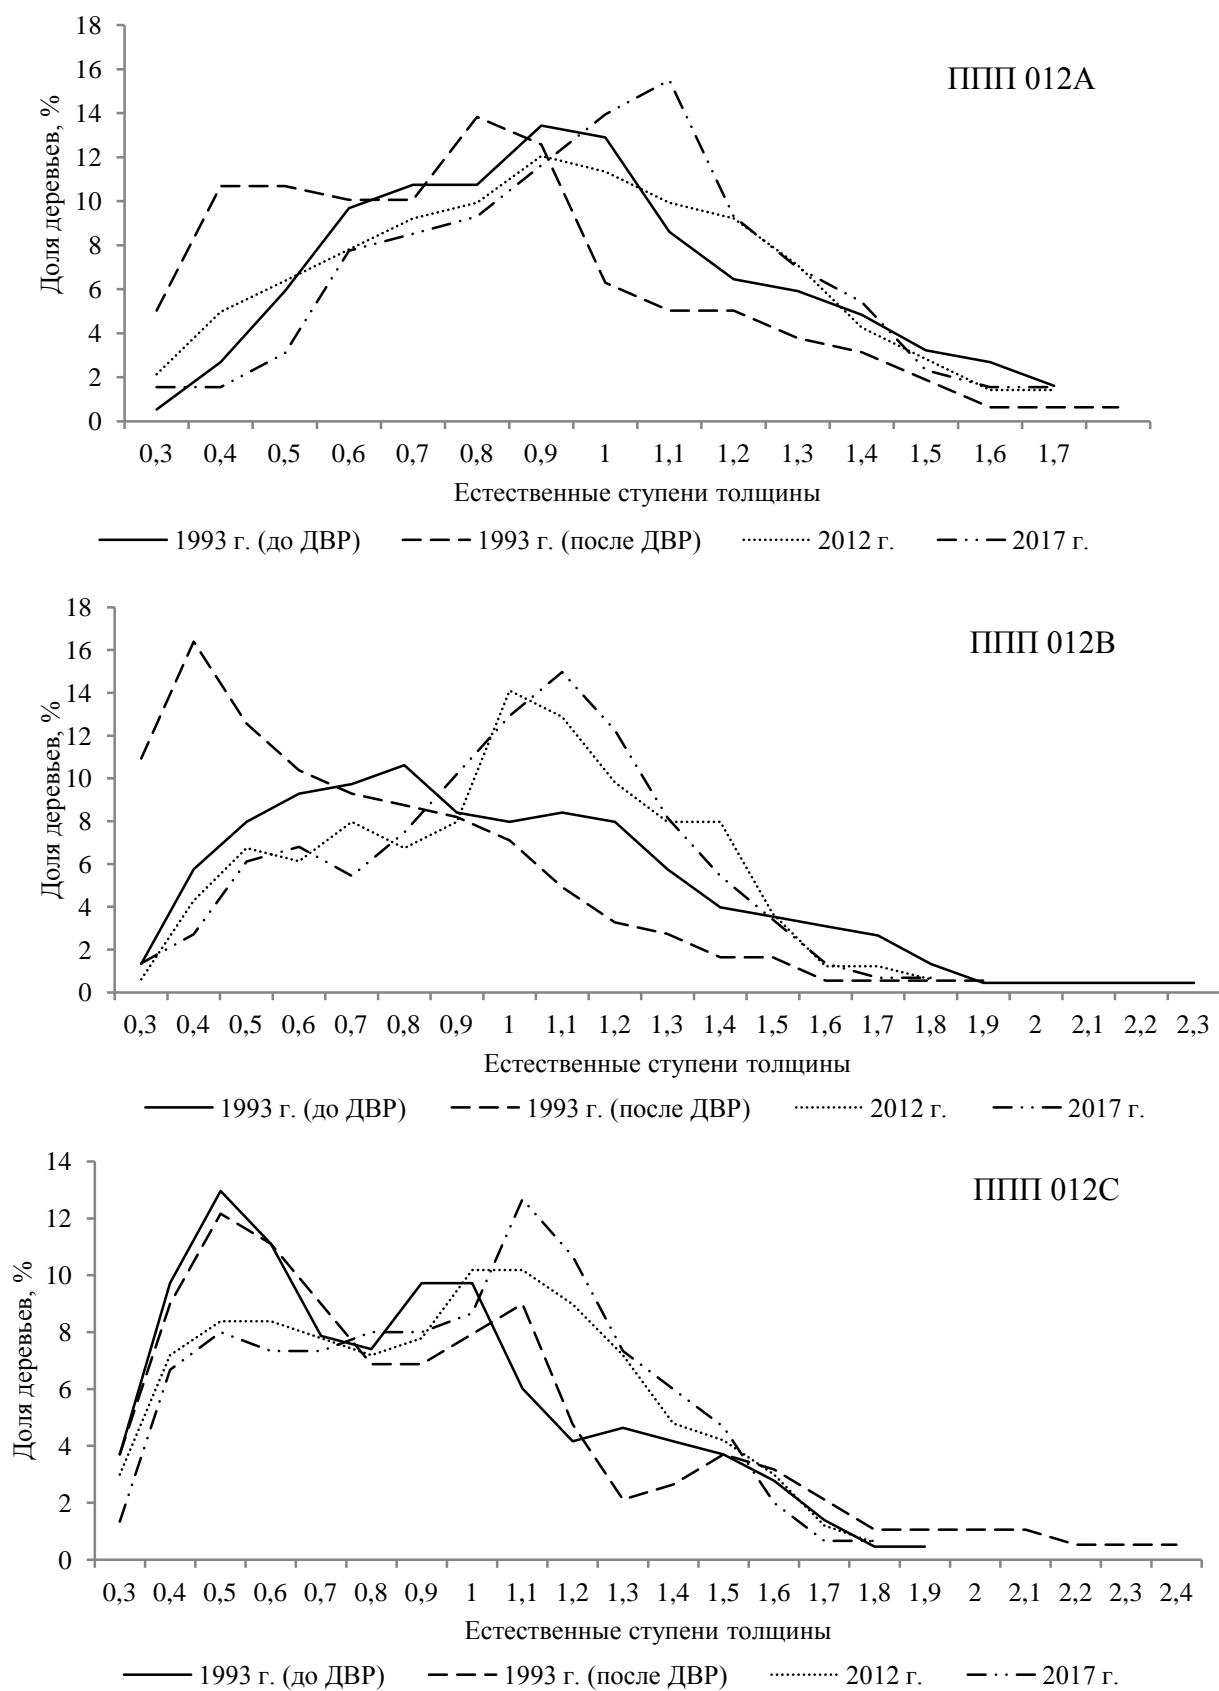 18
16
14
12
10
8
6
4
2
0
Доля деревьев, %
ППП 012А
0,3 0,4 0,5 0,6 0,7 0,8 0,9 1 1,1 1,2 1,3 1,4 1,5 1,6 1,7
Естественные ступени толщины
1993 г. (до ДВР) 1993 г. (после ДВР) 2012 г. 2017 г.
18
16
14
12
10
8
6
4
2
0
Доля деревьев, %
ППП 012В
0,3 0,4 0,5 0,6 0,7 0,8 0,9 1 1,1 1,2 1,3 1,4 1,5 1,6 1,7 1,8 1,9 2 2,1 2,2 2,3
Естественные ступени толщины
1993 г. (до ДВР) 1993 г. (после ДВР) 2012 г. 2017 г.
14
12
10
8
6
4
2
0
Доля деревьев, %
ППП 012С
0,3 0,4 0,5 0,6 0,7 0,8 0,9 1 1,1 1,2 1,3 1,4 1,5 1,6 1,7 1,8 1,9 2 2,1 2,2 2,3 2,4
Естественные ступени толщины
1993 г. (до ДВР) 1993 г. (после ДВР) 2012 г. 2017 г.